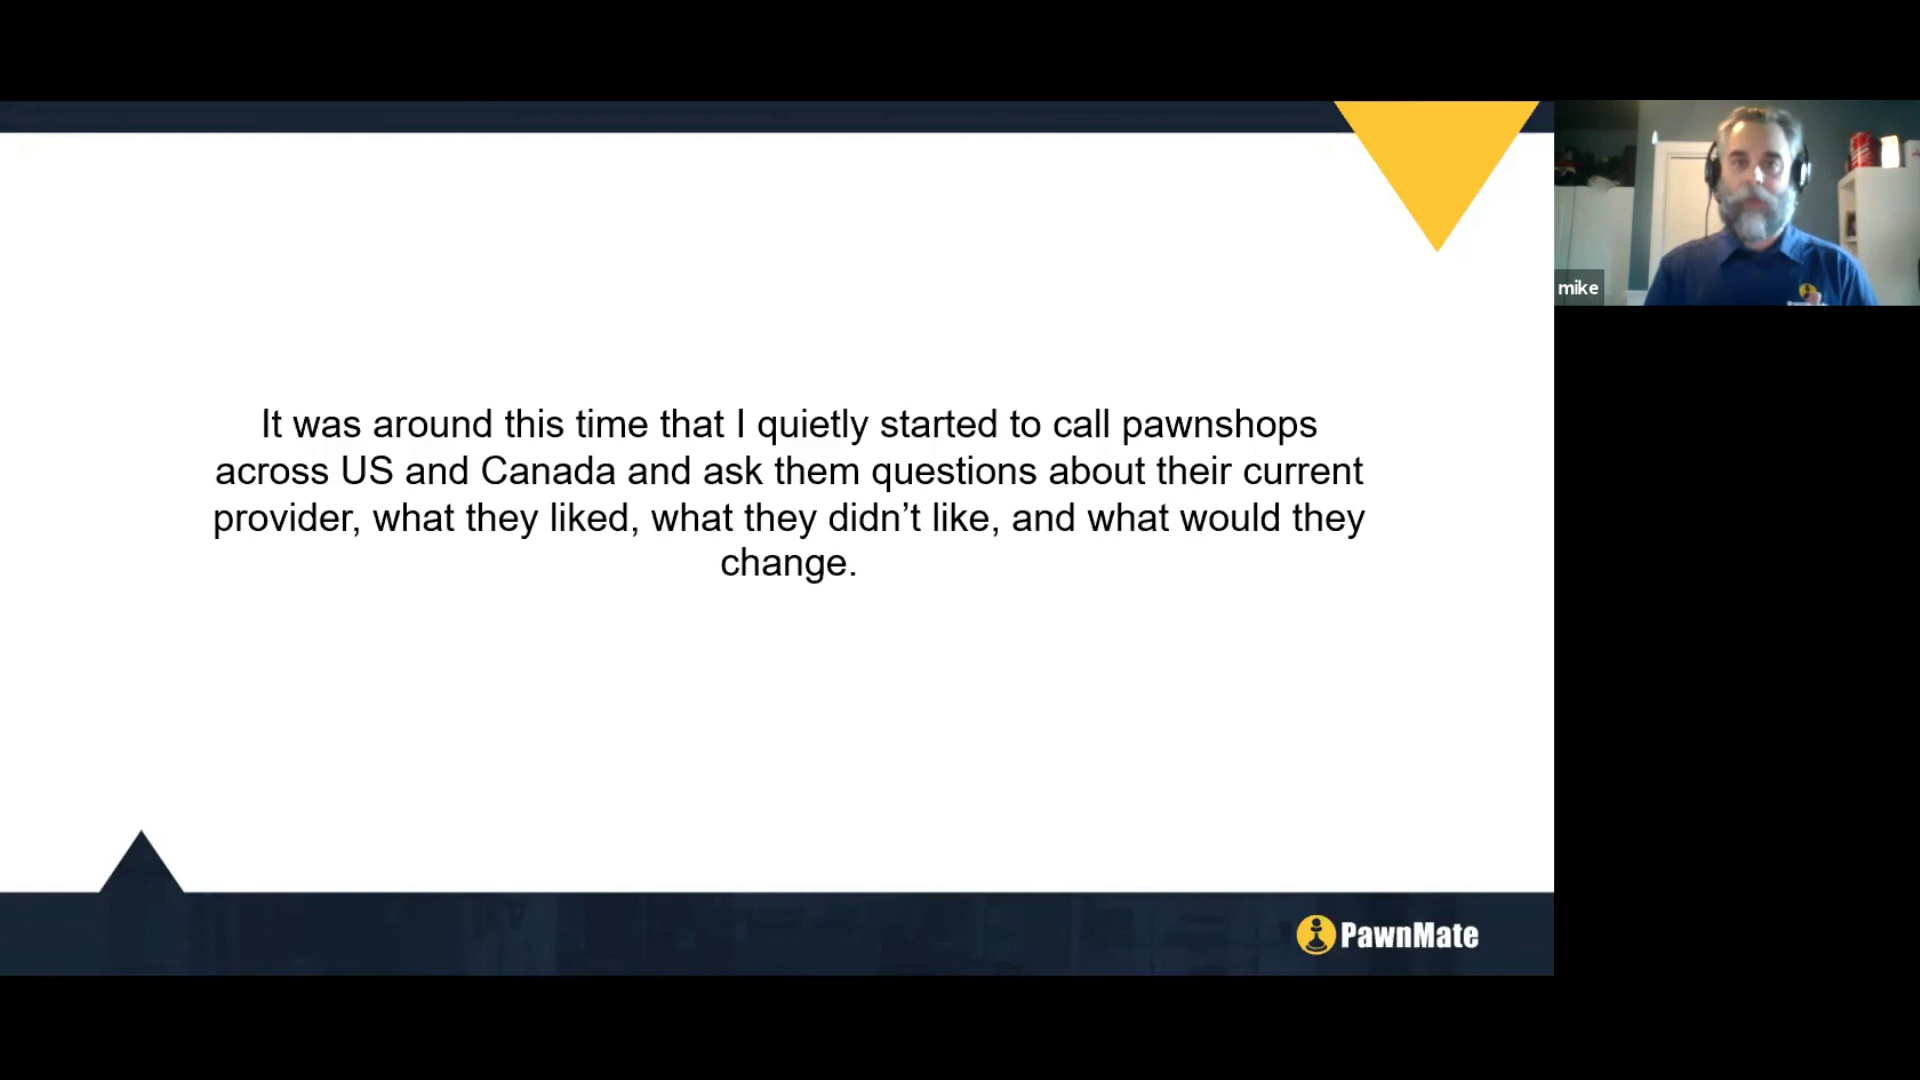 It was around this time that I quietly started to call pawnshops
across US and Canada and ask them questions about their current
provider, what they liked, what they didn’t like, and what would they
change.
mike
PawnMate